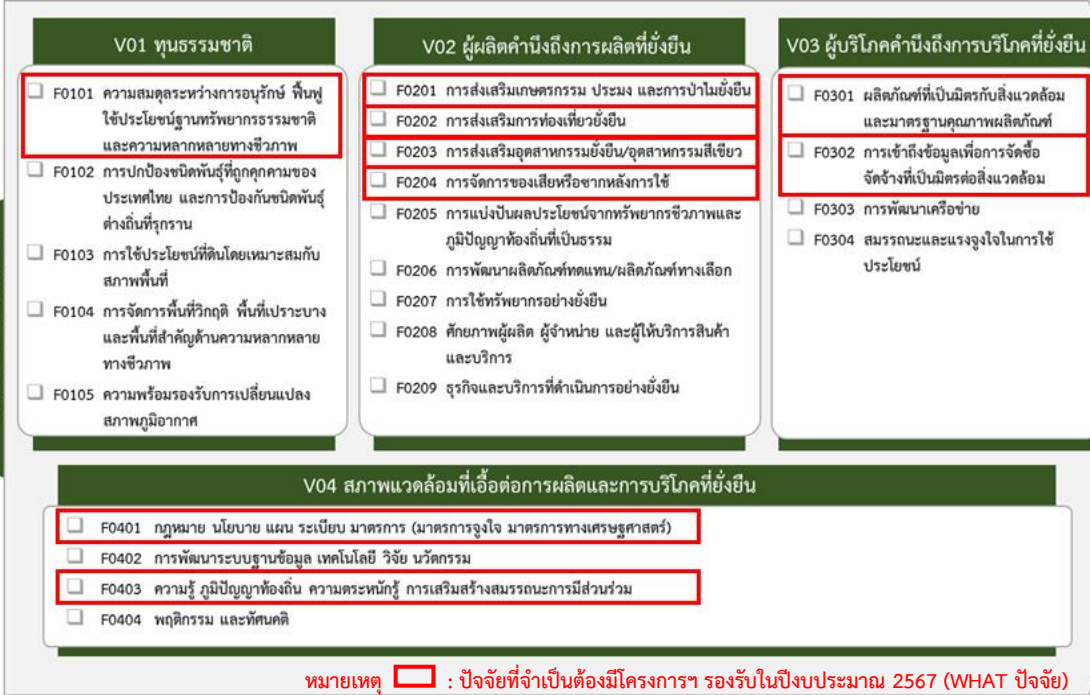 V01 ทุนธรรมชาติ
F0101 ความสมดุลระหว่างการอนุรักษ์ ฟื้นฟู
ใช้ประโยชน์ฐานทรัพยากรธรรมชาติ
และความหลากหลายทางชีวภาพ
F0102 การปกป้องชนิดพันธุ์ที่ถูกคุกคามของ
ประเทศไทย และการป้องกันชนิดพันธุ์
ต่างถิ่นที่รุกราน
F0103 การใช้ประโยชน์ที่ดินโดยเหมาะสมกับ
สภาพพื้นที่
F0104 การจัดการพื้นที่วิกฤติ พื้นที่เปราะบาง
และพื้นที่สำคัญด้านความหลากหลาย
ทางชีวภาพ
F0105 ความพร้อมรองรับการเปลี่ยนแปลง
สภาพภูมิอากาศ
V02 ผู้ผลิตคำนึงถึงการผลิตที่ยั่งยืน
F0201 การส่งเสริมเกษตรกรรม ประมง และการป่าไมยั่งยืน
F0202 การส่งเสริมการท่องเที่ยวยั่งยืน
F0203 การส่งเสริมอุตสาหกรรมยั่งยืน/อุตสาหกรรมสีเขียว
F0204 การจัดการของเสียหรือซากหลังการใช้
F0205 การแบ่งปันผลประโยชน์จากทรัพยากรชีวภาพและ
ภูมิปัญญาท้องถิ่นที่เป็นธรรม
F0206 การพัฒนาผลิตภัณฑ์ทดแทน/ผลิตภัณฑ์ทางเลือก
F0207 การใช้ทรัพยากรอย่างยั่งยืน
F0208 ศักยภาพผู้ผลิต ผู้จำหน่าย และผู้ให้บริการสินค้า
และบริการ
F0209 ธุรกิจและบริการที่ดำเนินการอย่างยั่งยืน
V03 ผู้บริโภคคำนึงถึงการบริโภคที่ยั่งยืน
F0301 ผลิตภัณฑ์ที่เป็นมิตรกับสิ่งแวดล้อม
และมาตรฐานคุณภาพผลิตภัณฑ์
F0302 การเข้าถึงข้อมูลเพื่อการจัดซื้อ
จัดจ้างที่เป็นมิตรต่อสิ่งแวดล้อม
F0303 การพัฒนาเครือข่าย
F0304 สมรรถนะและแรงจูงใจในการใช้
ประโยชน์
V04 สภาพแวดล้อมที่เอื้อต่อการผลิตและการบริโภคที่ยั่งยืน
F0401 กฎหมาย นโยบาย แผน ระเบียบ มาตรการ (มาตรการจูงใจ มาตรการทางเศรษฐศาสตร์)
F0402 การพัฒนาระบบฐานข้อมูล เทคโนโลยี วิจัย นวัตกรรม
F0403 ความรู้ ภูมิปัญญาท้องถิ่น ความตระหนักรู้ การเสริมสร้างสมรรถนะการมีส่วนร่วม
F0404 พฤติกรรม และทัศนคติ
หมายเหตุ : ปัจจัยที่จำเป็นต้องมีโครงการฯ รองรับในปีงบประมาณ 2567 (WHAT ปัจจัย)